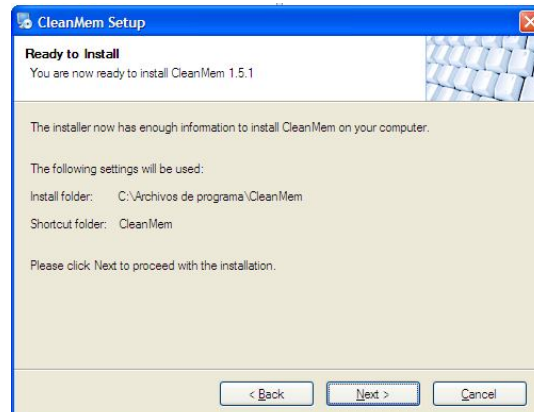 CleanMem Setup
Ready to Install
You are now ready to install CleanMem 1.5.1
The installer now has enough information to install CleanMem on your computer.
The following settings will be used:
Install folder: C:\Archivos de programa\CleanMem
Shortcut folder: CleanMem
Please click Next to proceed with the installation.
< Back Next > Cancel